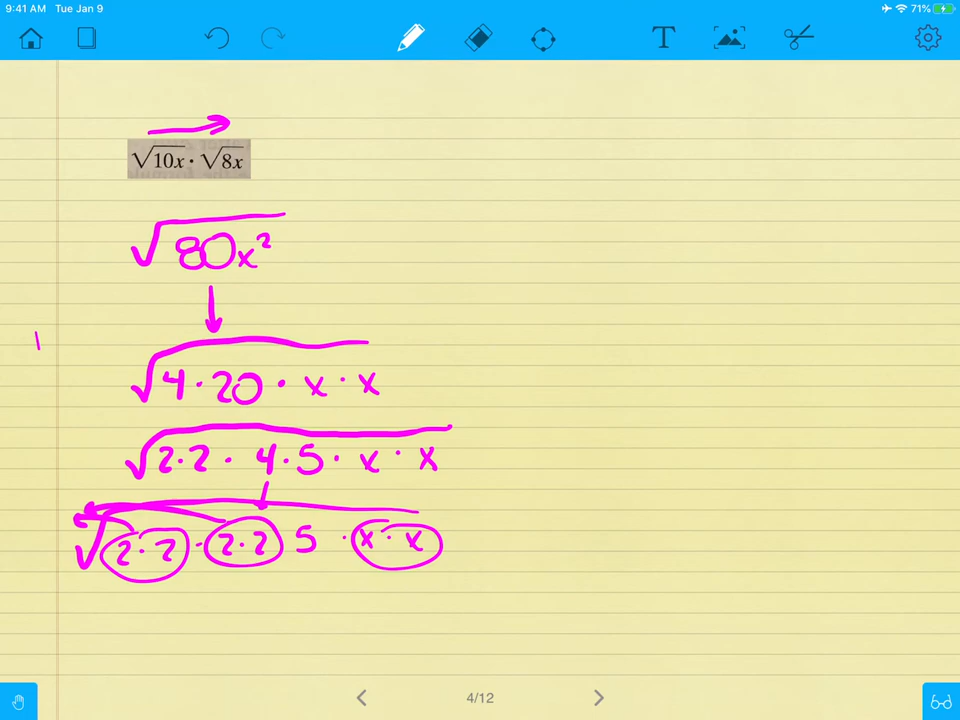 9:41 AM Tue Jan 9 71%
T
√10x · √8x
√80x²
√4·20·x·x
√2·2·4·5·x·x
√2·2·2·2 5·x·x
4/12